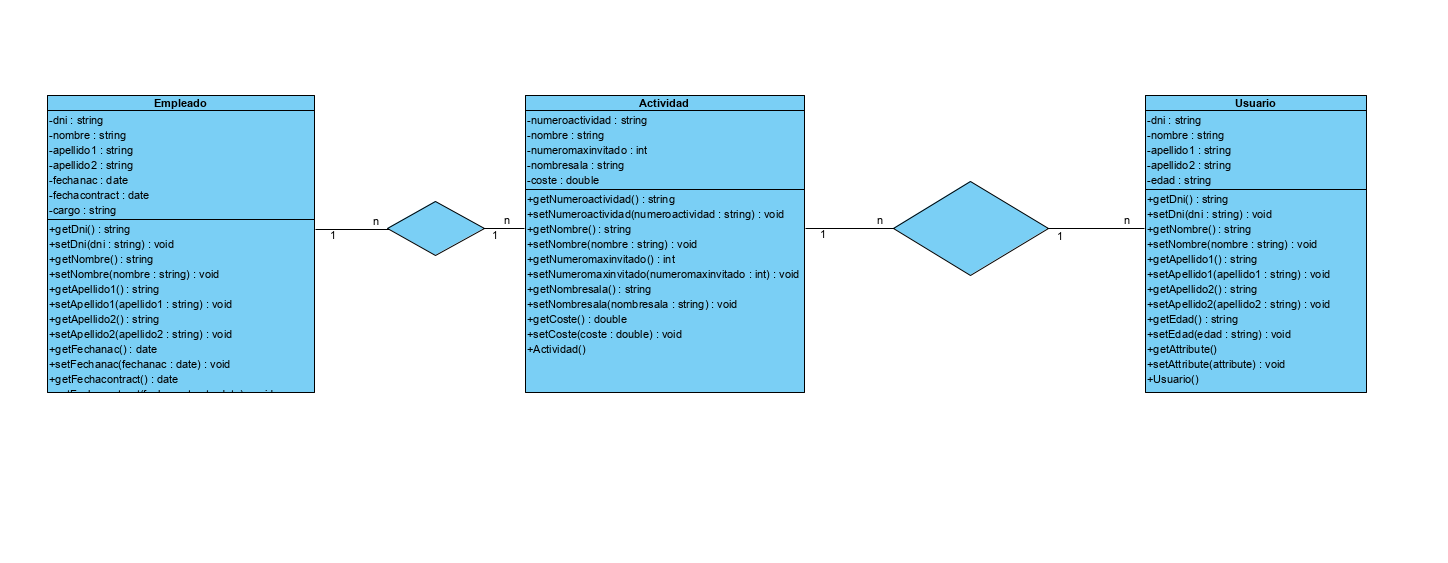 Empleado
-dni : string
-nombre : string
-apellido1 : string
-apellido2 : string
-fechanac : date
-fechacontract : date
-cargo : string
+getDni() : string
+setDni(dni : string) : void
+getNombre() : string
+setNombre(nombre : string) : void
+getApellido1() : string
+setApellido1(apellido1 : string) : void
+getApellido2() : string
+setApellido2(apellido2 : string) : void
+getFechanac() : date
+setFechanac(fechanac : date) : void
+getFechacontract() : date
n
1
n
1
Actividad
-numeroactividad : string
-nombre : string
-numeromaxinvitado : int
-nombresala : string
-coste : double
+getNumeroactividad() : string
+setNumeroactividad(numeroactividad : string) : void
+getNombre() : string
+setNombre(nombre : string) : void
+getNumeromaxinvitado() : int
+setNumeromaxinvitado(numeromaxinvitado : int) : void
+getNombresala() : string
+setNombresala(nombresala : string) : void
+getCoste() : double
+setCoste(coste : double) : void
+Actividad()
n
1
n
1
Usuario
-dni : string
-nombre : string
-apellido1 : string
-apellido2 : string
-edad : string
+getDni() : string
+setDni(dni : string) : void
+getNombre() : string
+setNombre(nombre : string) : void
+getApellido1() : string
+setApellido1(apellido1 : string) : void
+getApellido2() : string
+setApellido2(apellido2 : string) : void
+getEdad() : string
+setEdad(edad : string) : void
+getAttribute()
+setAttribute(attribute) : void
+Usuario()